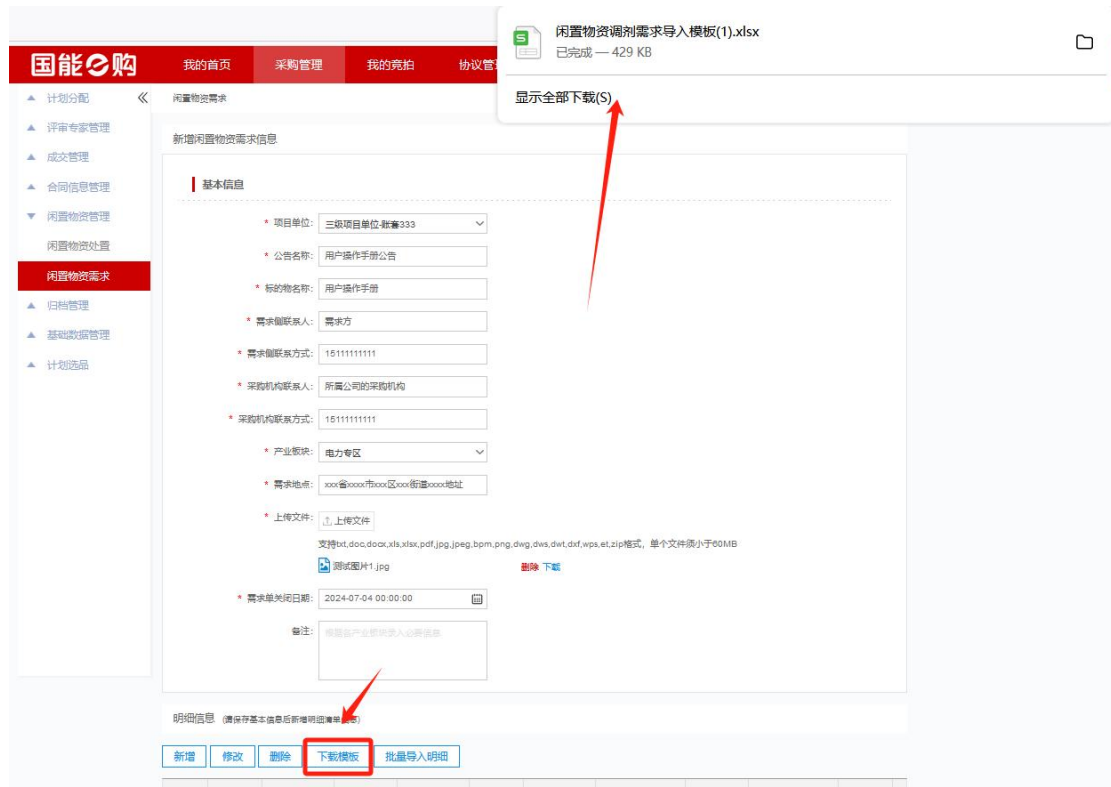 闲置物资调剂需求导入模板(1).xlsx
已完成 — 429 KB
显示全部下载(S)
国能e购
我的首页 采购管理 我的竞拍 协议管
计划分配
评审专家管理
成交管理
合同信息管理
闲置物资管理
闲置物资处置
闲置物资需求
归档管理
基础数据管理
计划选品
闲置物资需求
新增闲置物资需求信息
基本信息
* 项目单位: 三级项目单位-账套333
* 公告名称: 用户操作手册公告
* 标的物名称: 用户操作手册
* 需求侧联系人: 需求方
* 需求侧联系方式: 15111111111
* 采购机构联系人: 所属公司的采购机构
* 采购机构联系方式: 15111111111
* 产业板块: 电力专区
* 需求地点: xxx省xxxx市xxx区xxx街道xxxx地址
* 上传文件: 上传文件
支持txt,doc,docx,xls,xlsx,pdf,jpg,jpeg,bpm,png,dwg,dws,dwt,dxf,wps,et,zip格式，单个文件须小于60MB
测试图片1.jpg 删除 下载
* 需求单关闭日期: 2024-07-04 00:00:00
备注:
明细信息 (请保存基本信息后新增明细清单
新增 修改 删除 下载模板 批量导入明细